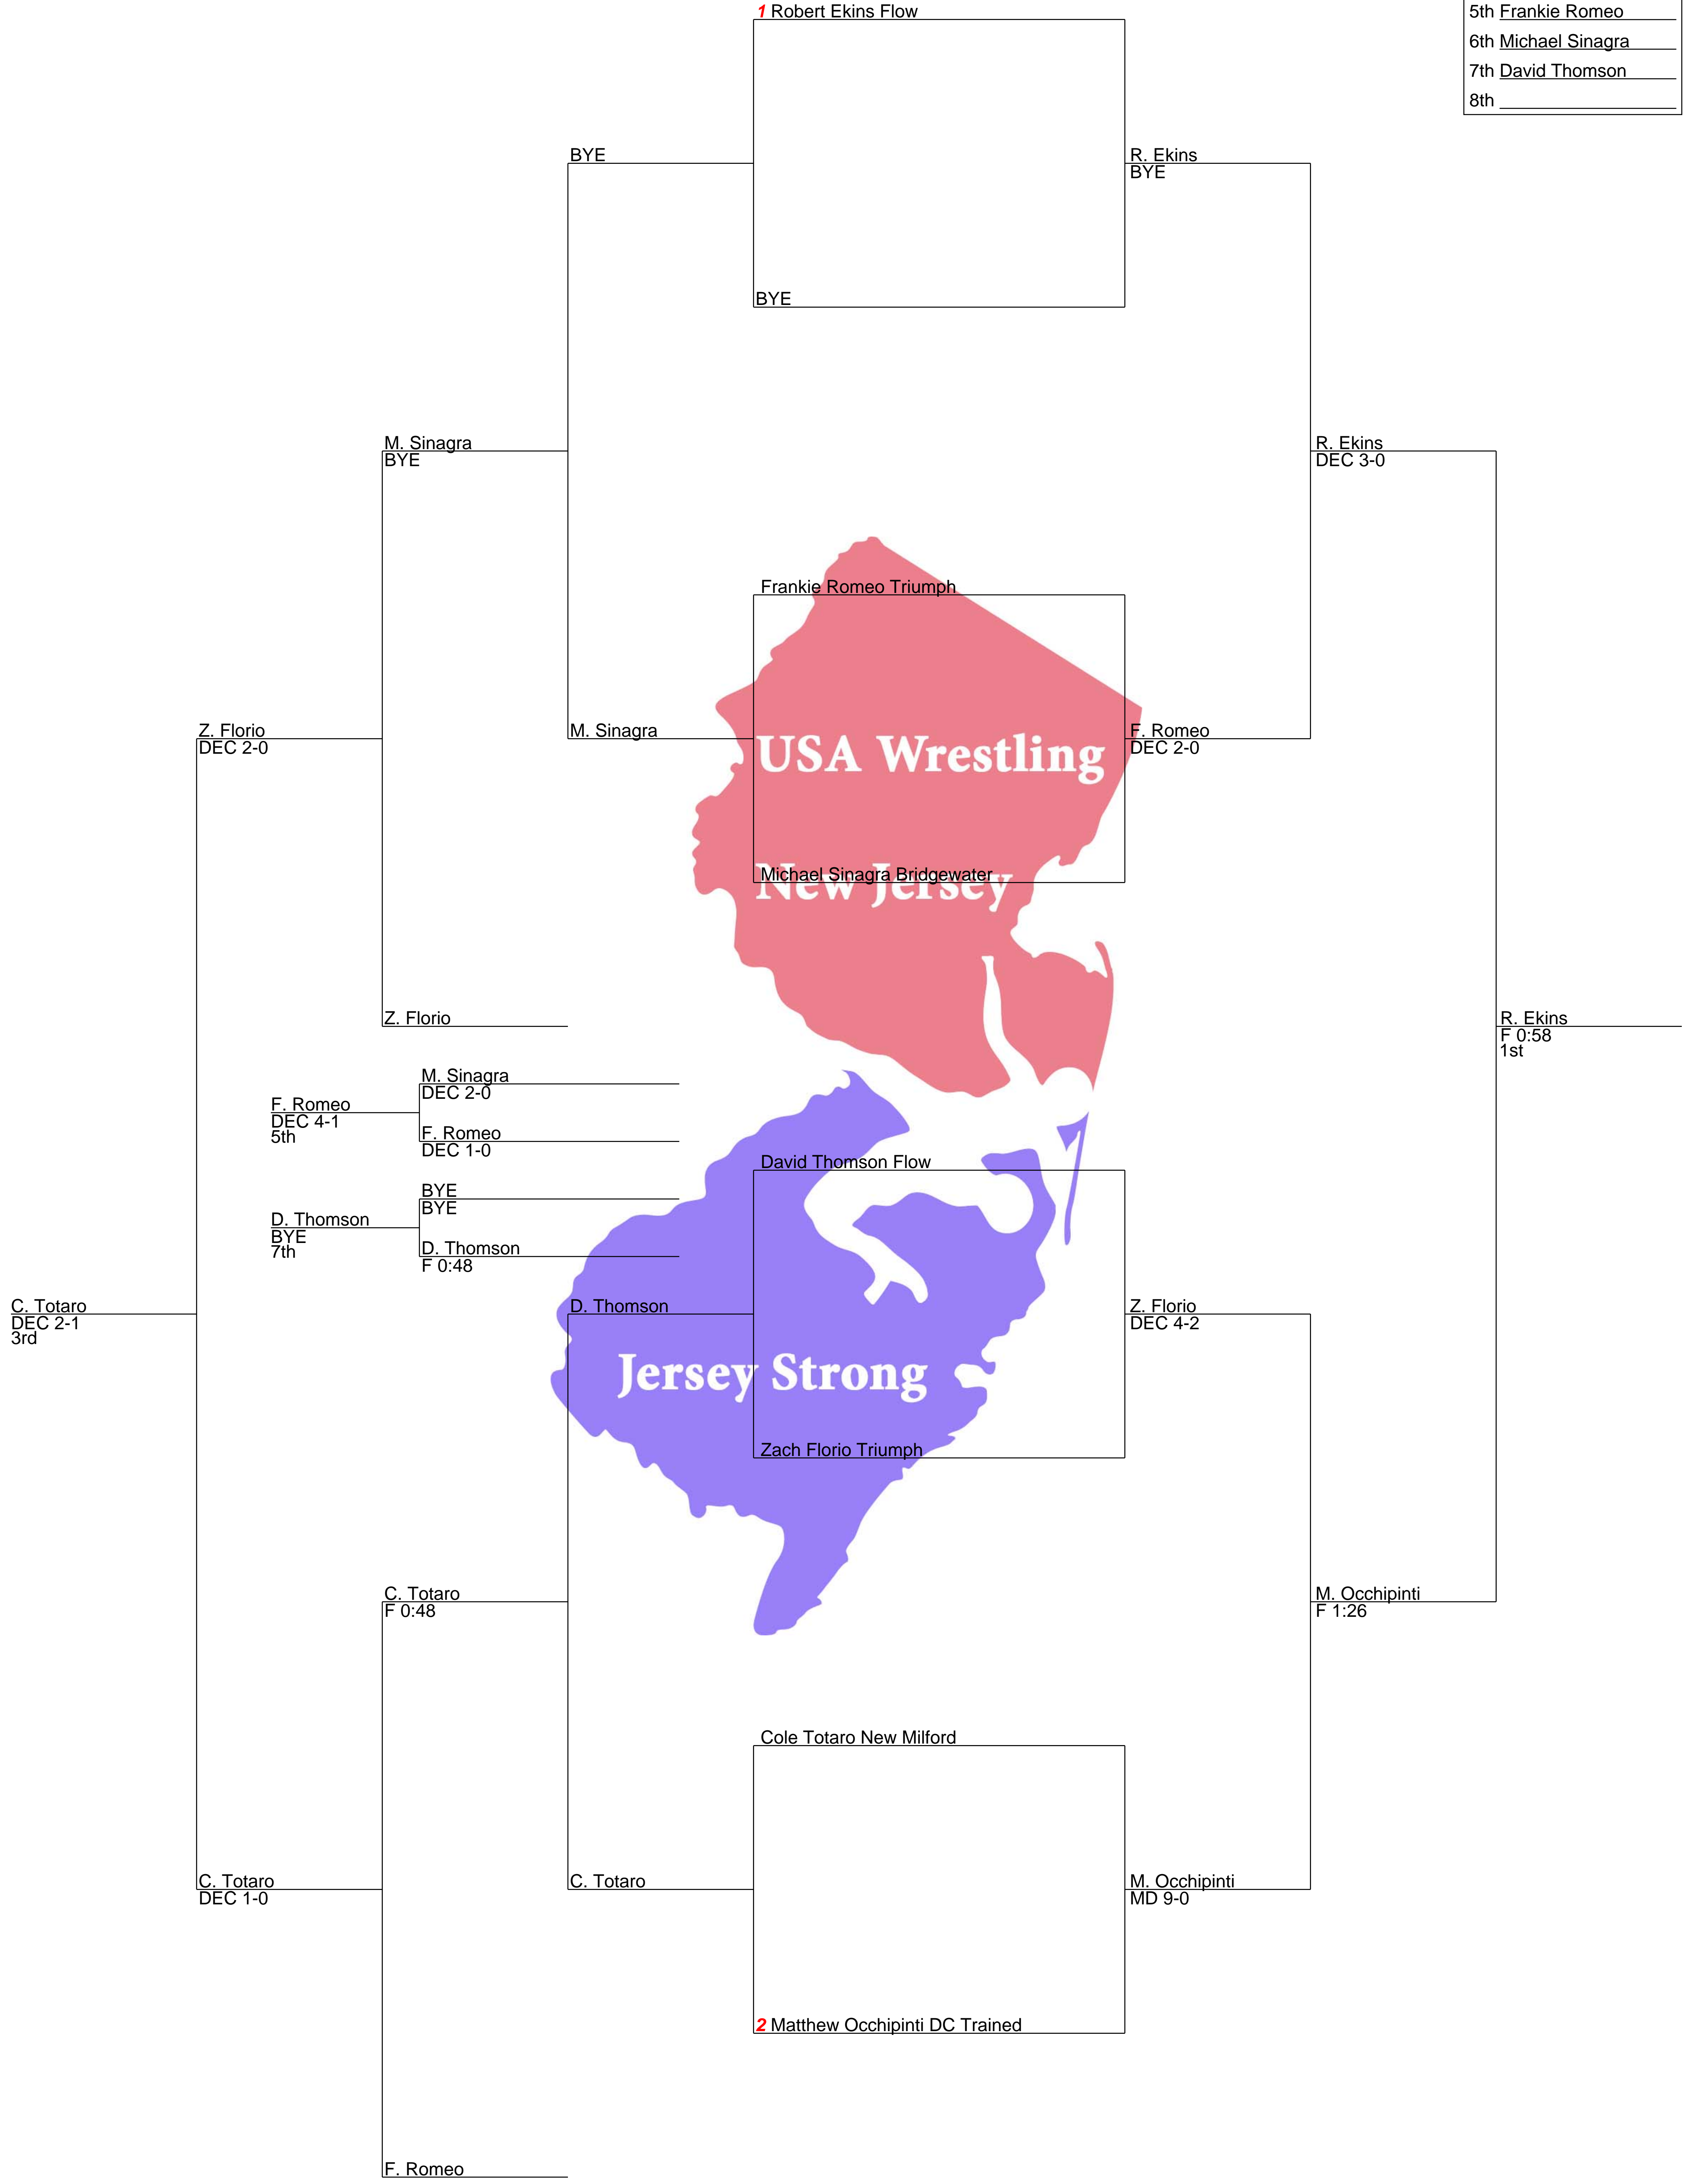 1 Robert Ekins Flow
5th Frankie Romeo
6th Michael Sinagra
7th David Thomson
8th
BYE
R. Ekins
BYE
BYE
M. Sinagra
BYE
R. Ekins
DEC 3-0
Frankie Romeo Triumph
Z. Florio
DEC 2-0
M. Sinagra
F. Romeo
DEC 2-0
USA Wrestling
Michael Sinagra Bridgewater
New Jersey
Z. Florio
R. Ekins
F 0:58
1st
M. Sinagra
DEC 2-0
F. Romeo
DEC 4-1
5th
F. Romeo
DEC 1-0
David Thomson Flow
BYE
BYE
D. Thomson
BYE
7th
D. Thomson
F 0:48
C. Totaro
DEC 2-1
3rd
D. Thomson
Z. Florio
DEC 4-2
Jersey Strong
Zach Florio Triumph
C. Totaro
F 0:48
M. Occhipinti
F 1:26
Cole Totaro New Milford
C. Totaro
DEC 1-0
C. Totaro
M. Occhipinti
MD 9-0
2 Matthew Occhipinti DC Trained
F. Romeo